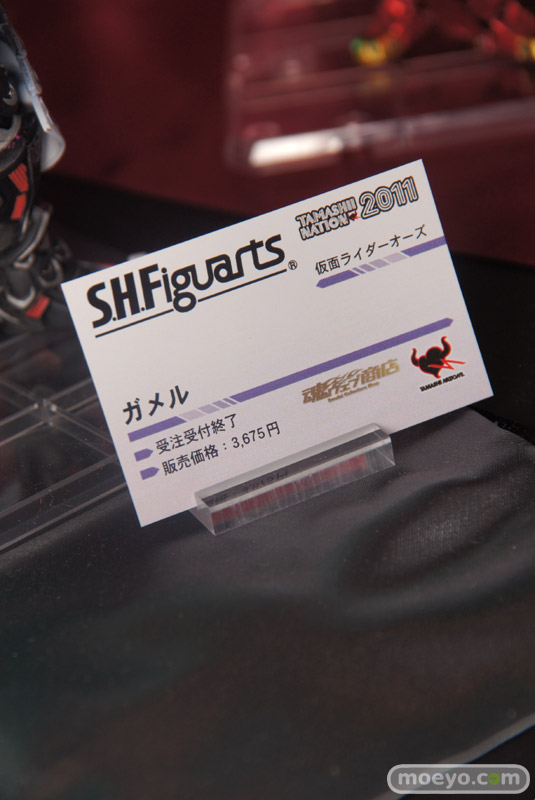 TAMASHII
NATION 2011
S.H.Figuarts®
仮面ライダーオーズ
ガメル
魂ウェブ商店
TAMASHII NATIONS
受注受付終了
販売価格：3,675円
moeyo.com